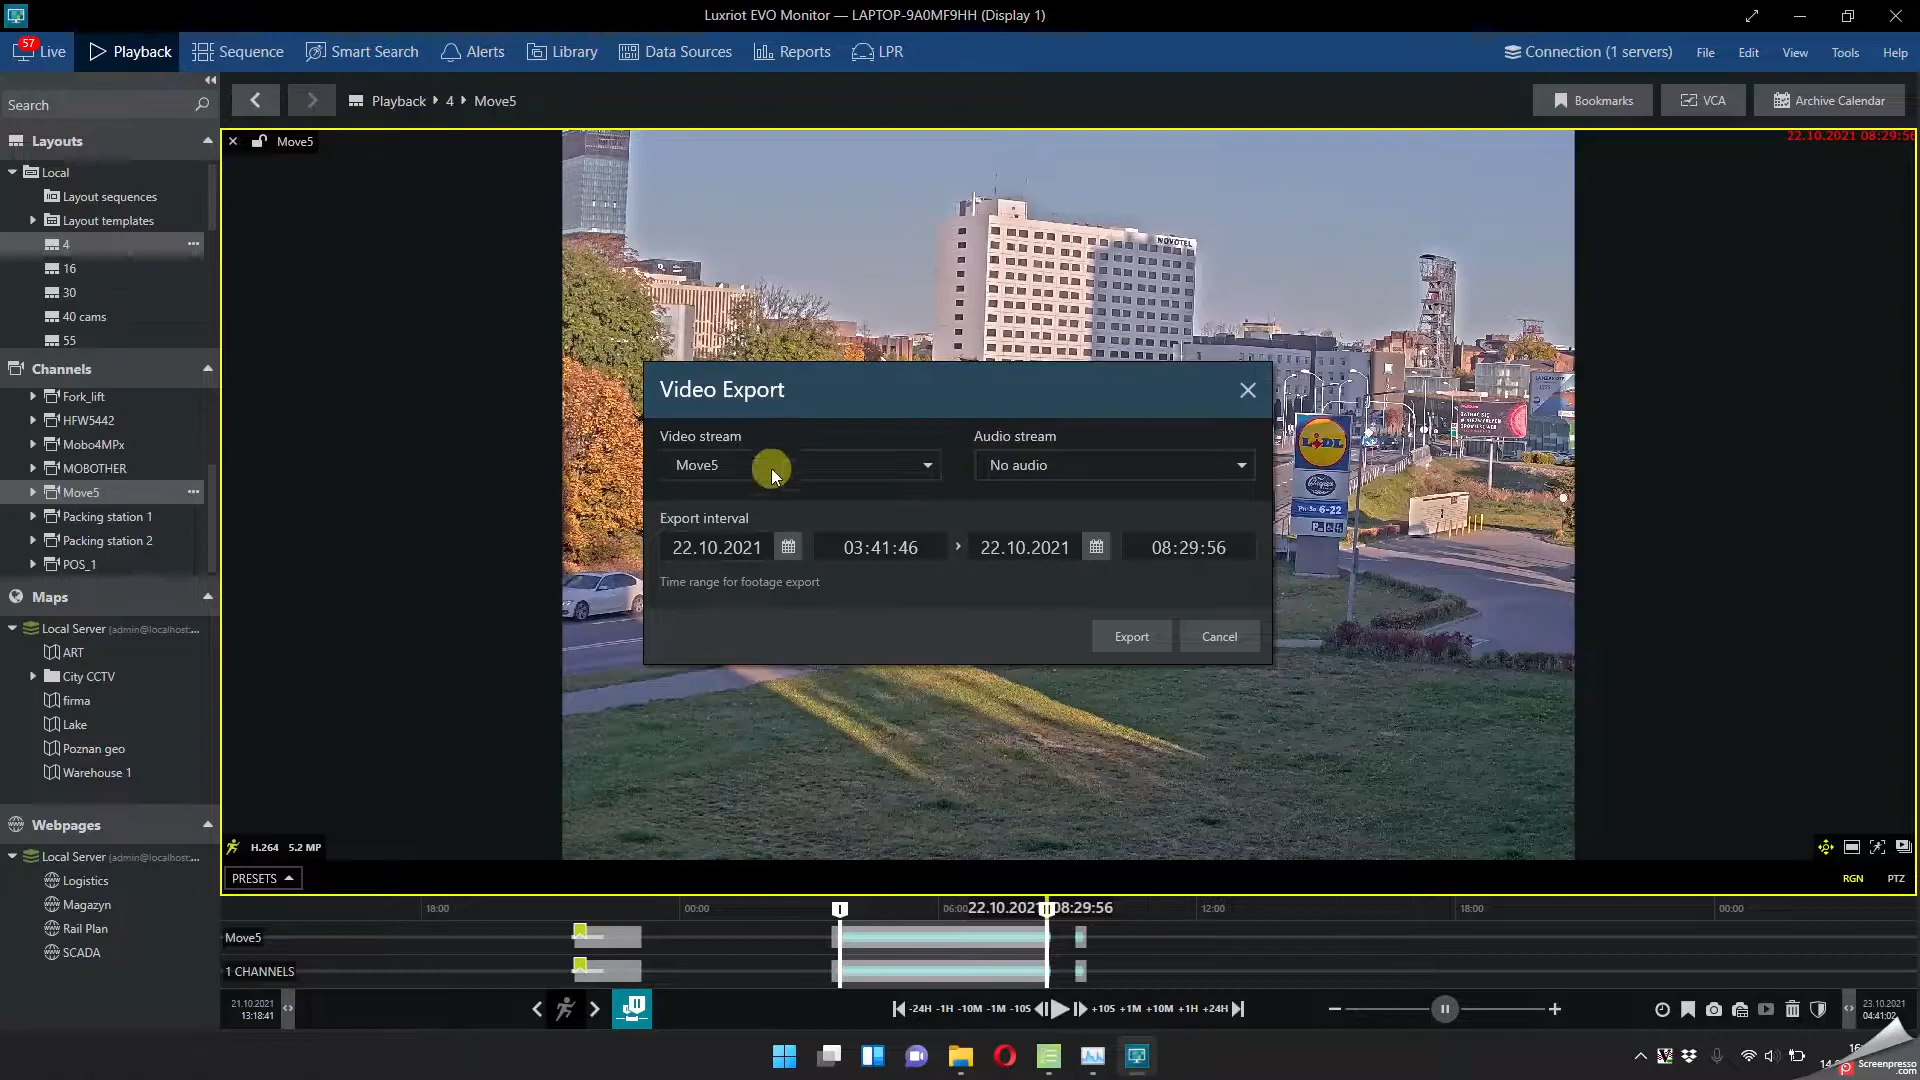 Luxriot EVO Monitor — LAPTOP-9A0MF9HH (Display 1)
57
Live
Playback
Sequence
Smart Search
Alerts
Library
Data Sources
Reports
LPR
Connection (1 servers)
File
Edit
View
Tools
Help
Search
Playback
4
Move5
Bookmarks
VCA
Archive Calendar
Layouts
Local
Layout sequences
Layout templates
4
16
30
40 cams
55
Channels
Fork_lift
HFW5442
Mobo4MPx
MOBOTHER
Move5
Packing station 1
Packing station 2
POS_1
Maps
Local Server (admin@localhost:...
ART
City CCTV
firma
Lake
Poznan geo
Warehouse 1
Webpages
Local Server (admin@localhost:...
Logistics
Magazyn
Rail Plan
SCADA
Move5
22.10.2021 08:29:56
NOVOTEL
LIDL
Pn-So 6-22
Video Export
Video stream
Audio stream
Move5
No audio
Export interval
22.10.2021
03:41:46
22.10.2021
08:29:56
Time range for footage export
Export
Cancel
H.264 5.2 MP
PRESETS
RGN
PTZ
18:00
00:00
06:00
22.10.2021 08:29:56
12:00
18:00
00:00
Move5
1 CHANNELS
21.10.2021
13:18:41
-24H -1H -10M -1M -10S
+10S +1M +10M +1H +24H
23.10.2021
04:41:02
Screenpresso
.com